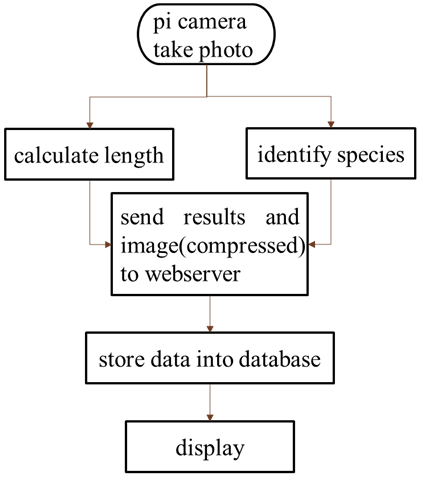 pi camera
take photo
calculate length
identify species
send results and
image(compressed)
to webserver
store data into database
display